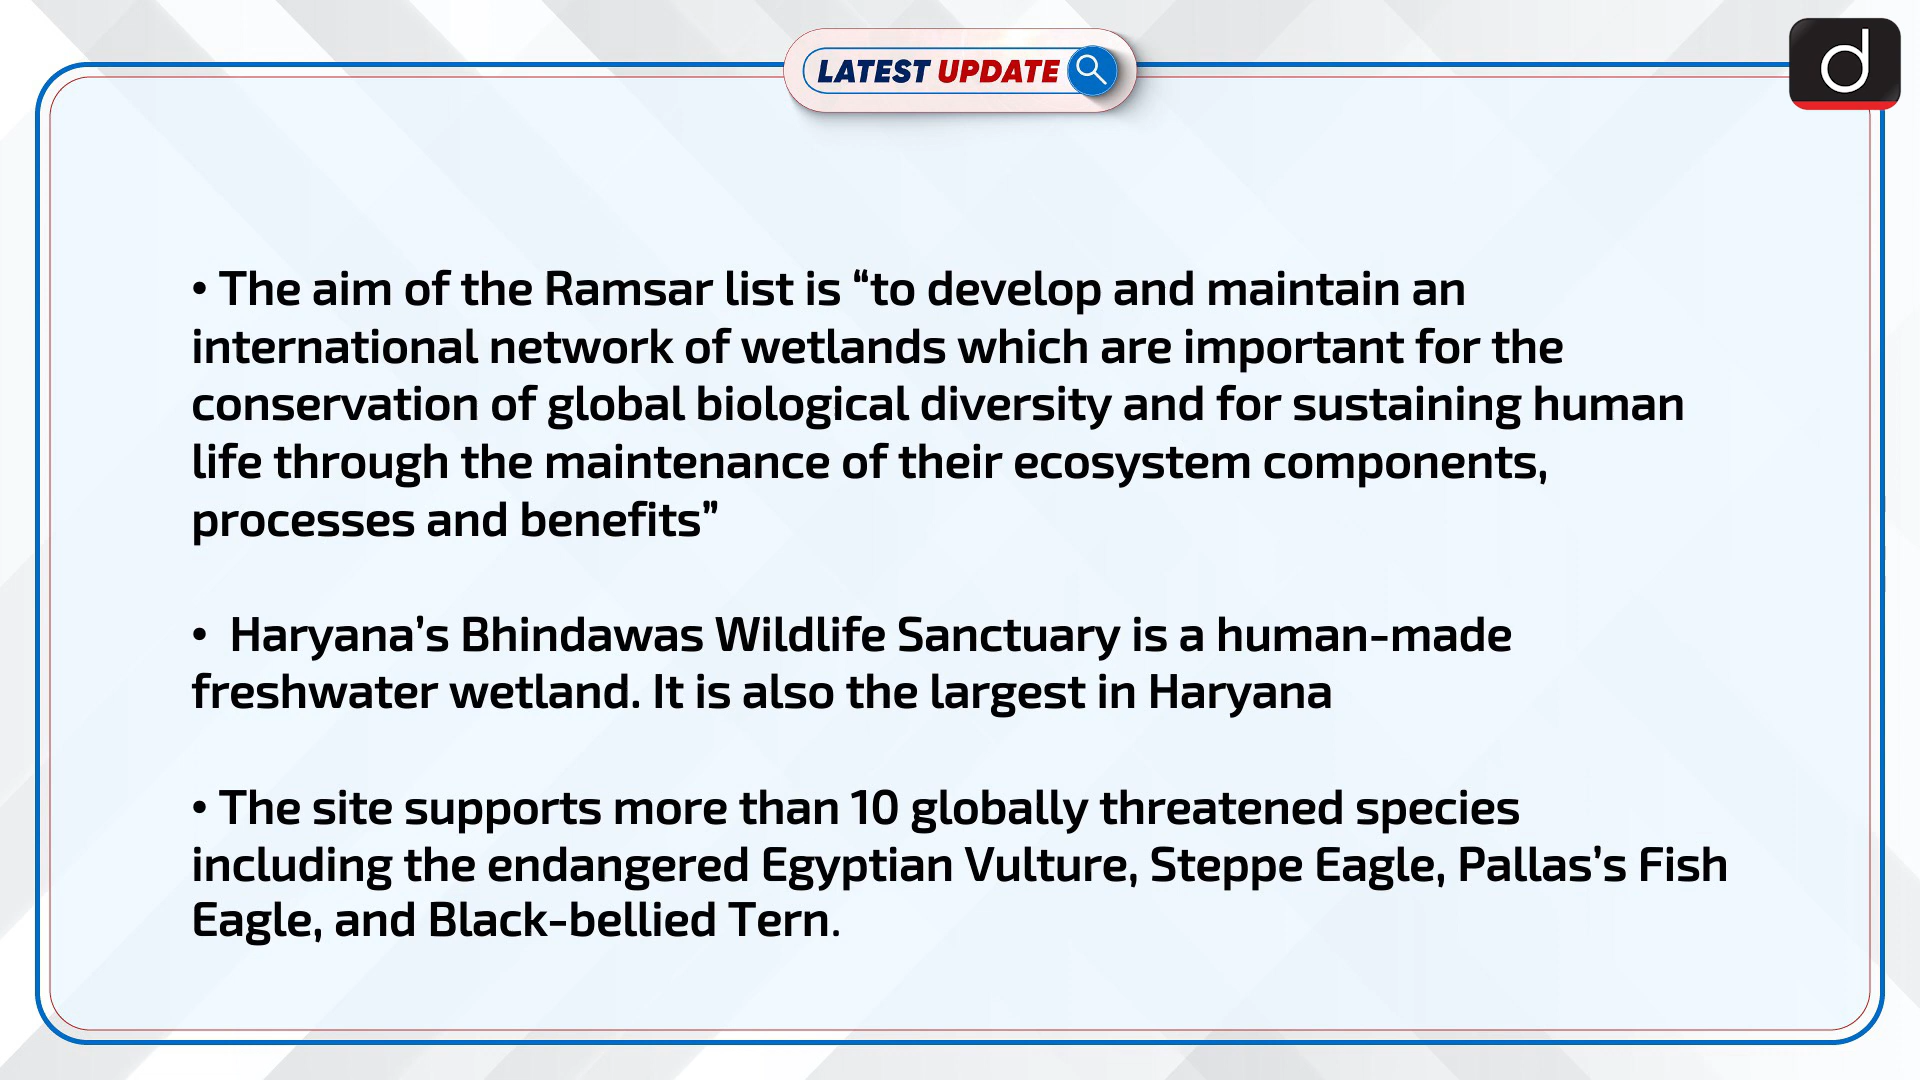 LATEST UPDATE
d
• The aim of the Ramsar list is “to develop and maintain an
international network of wetlands which are important for the
conservation of global biological diversity and for sustaining human
life through the maintenance of their ecosystem components,
processes and benefits”
•  Haryana’s Bhindawas Wildlife Sanctuary is a human-made
freshwater wetland. It is also the largest in Haryana
• The site supports more than 10 globally threatened species
including the endangered Egyptian Vulture, Steppe Eagle, Pallas’s Fish
Eagle, and Black-bellied Tern.